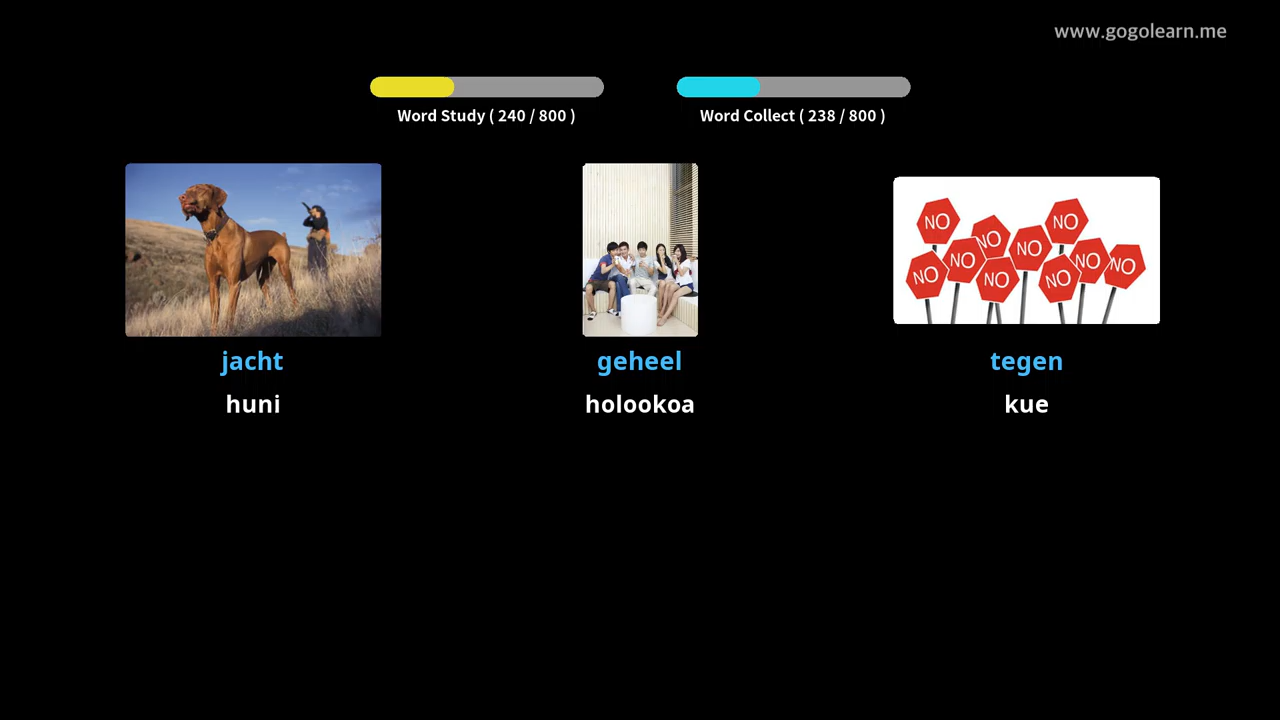 www.gogolearn.me
Word Study ( 240 / 800 )
Word Collect ( 238 / 800 )
NO
NO
NO
NO
NO
NO
NO
NO
NO
NO
jacht
geheel
tegen
huni
holookoa
kue